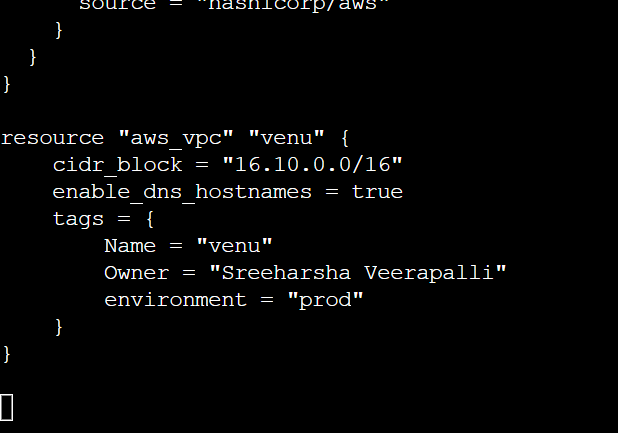 source = "hashicorp/aws"
    }
  }
}
resource "aws_vpc" "venu" {
    cidr_block = "16.10.0.0/16"
    enable_dns_hostnames = true
    tags = {
        Name = "venu"
        Owner = "Sreeharsha Veerapalli"
        environment = "prod"
    }
}